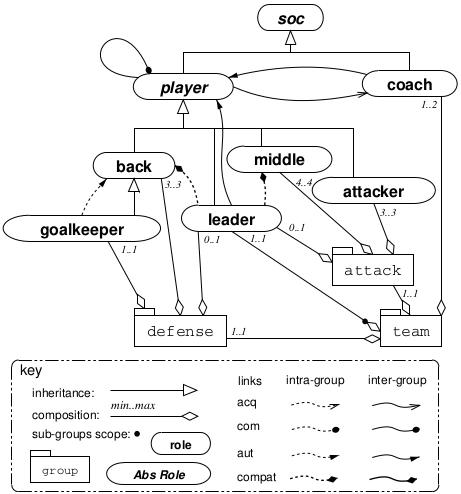 soc
player
coach
1..2
back
3..3
middle
4..4
attacker
3..3
goalkeeper
1..1
leader
0..1
1..1
0..1
attack
1..1
defense
1..1
team
key
inheritance:
composition:
min..max
sub-groups scope:
role
group
Abs Role
links intra-group inter-group
acq
com
aut
compat